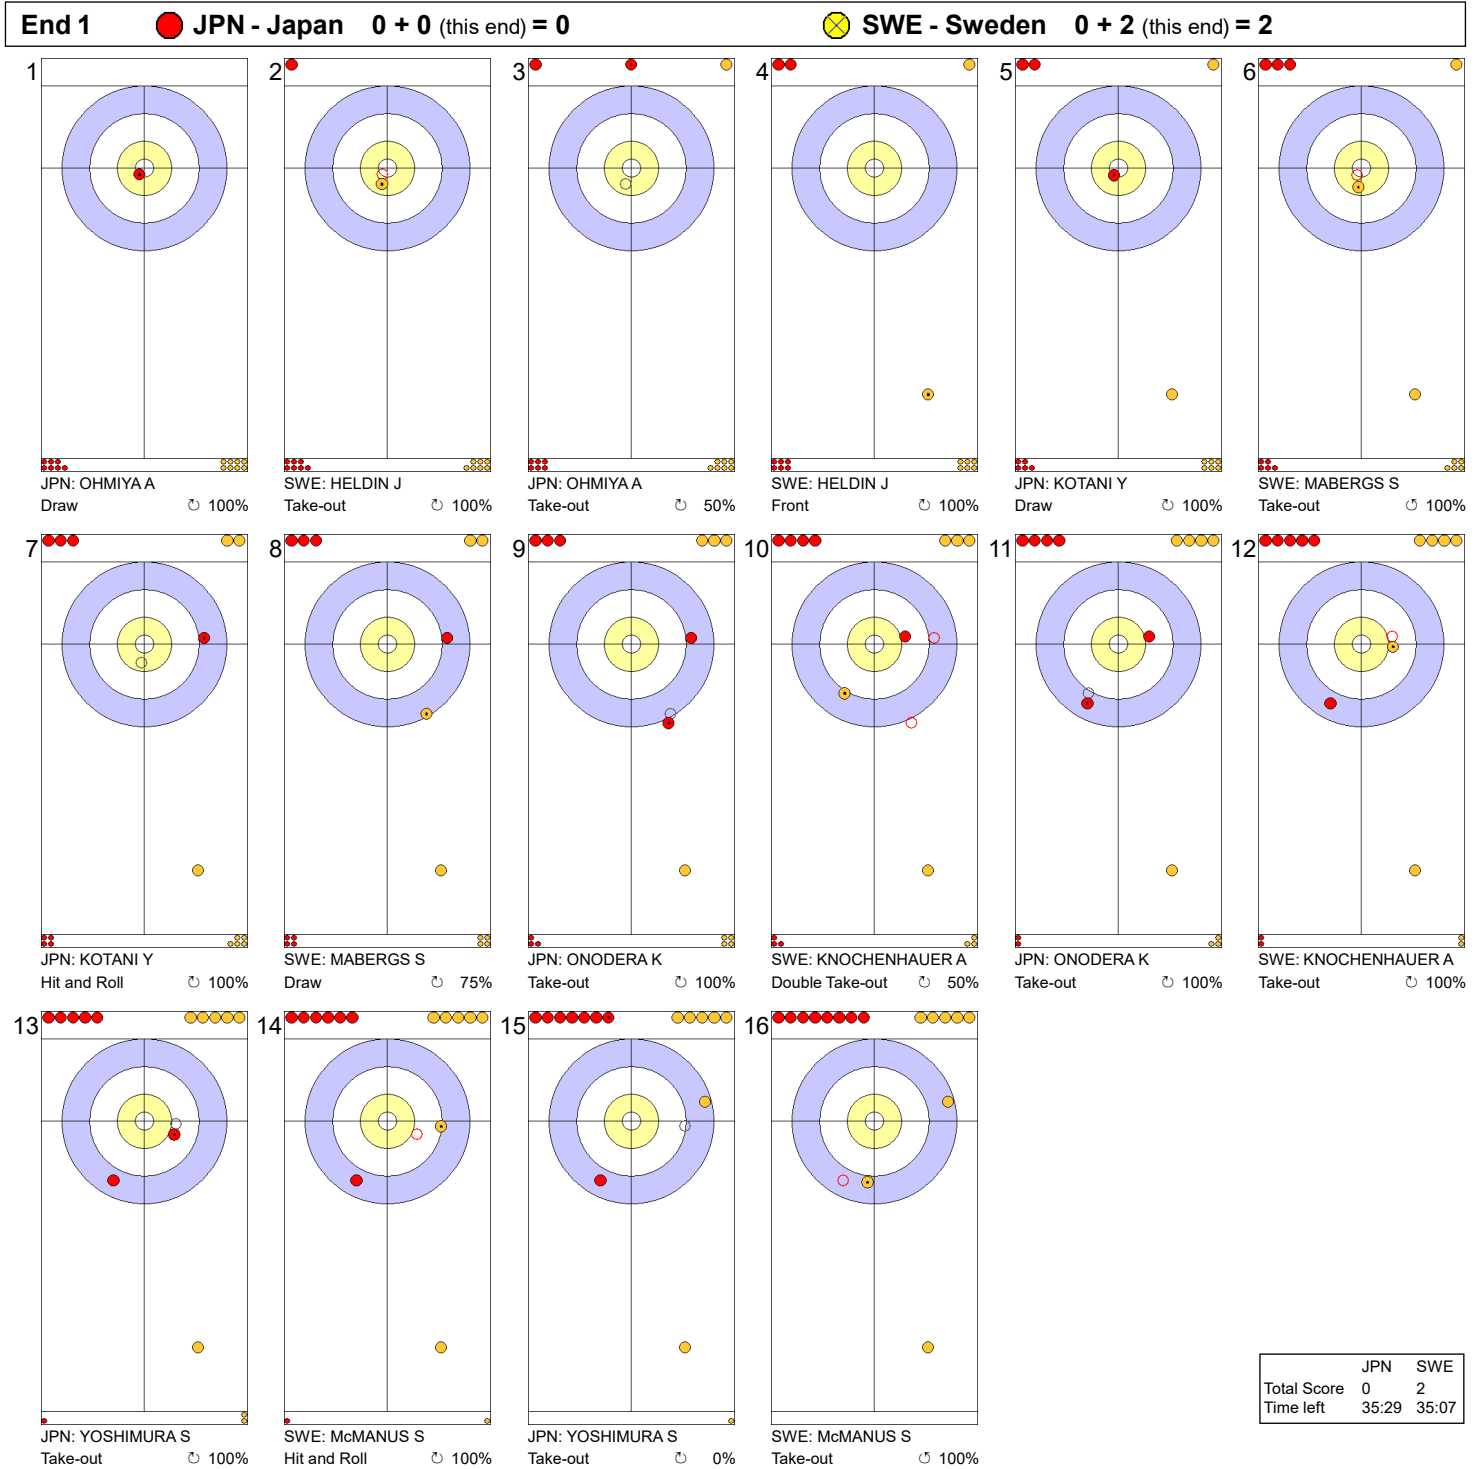 End 1 JPN - Japan 0 + 0 (this end) = 0 SWE - Sweden 0 + 2 (this end) = 2
1 2 3 4 5 6
JPN: OHMIYA A SWE: HELDIN J JPN: OHMIYA A SWE: HELDIN J JPN: KOTANI Y SWE: MABERGS S
Draw ↻ 100% Take-out ↻ 100% Take-out ↻ 50% Front ↻ 100% Draw ↻ 100% Take-out ↺ 100%
7 8 9 10 11 12
JPN: KOTANI Y SWE: MABERGS S JPN: ONODERA K SWE: KNOCHENHAUER A JPN: ONODERA K SWE: KNOCHENHAUER A
Hit and Roll ↻ 100% Draw ↻ 75% Take-out ↻ 100% Double Take-out ↻ 50% Take-out ↻ 100% Take-out ↻ 100%
13 14 15 16
JPN: YOSHIMURA S SWE: McMANUS S JPN: YOSHIMURA S SWE: McMANUS S
Take-out ↻ 100% Hit and Roll ↻ 100% Take-out ↻ 0% Take-out ↺ 100%
JPN SWE
Total Score 0 2
Time left 35:29 35:07